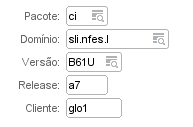 Pacote: ci
Domínio: sli.nfes.l
Versão: B61U
Release: a7
Cliente: glo1